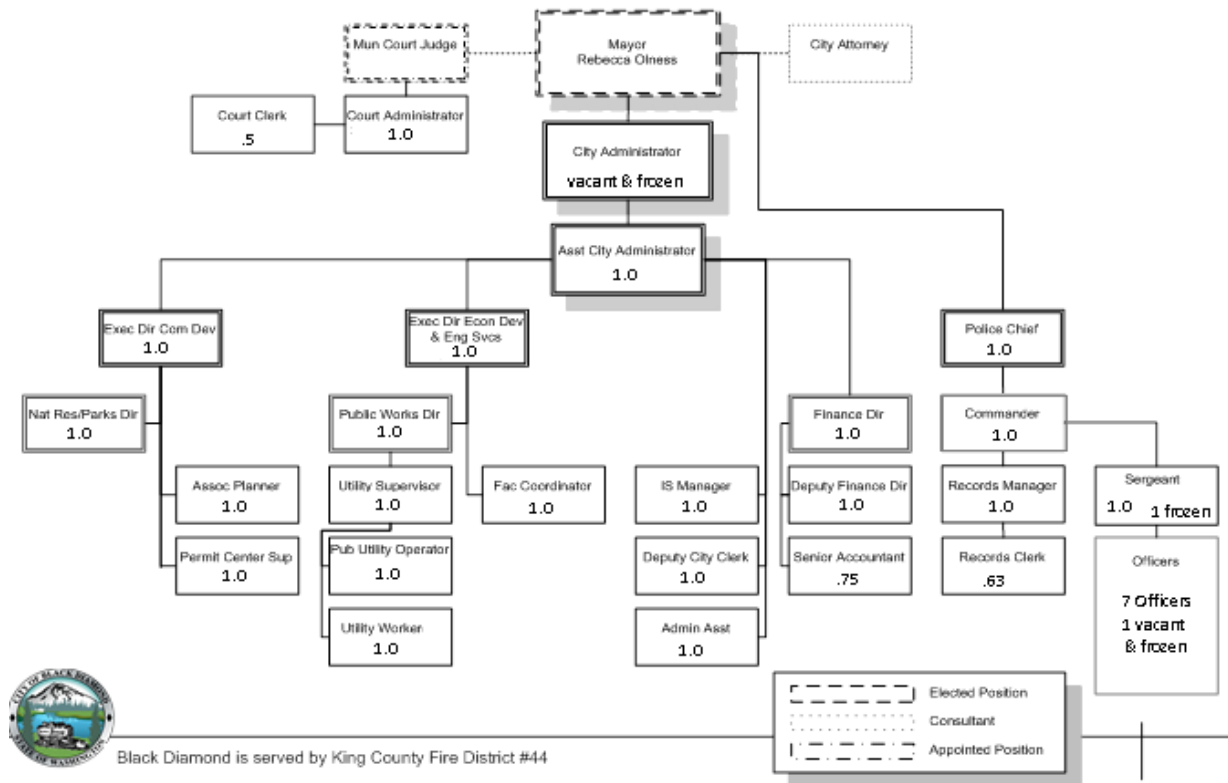 Mun Court Judge
Mayor
Rebecca Olness
City Attorney
Court Clerk
.5
Court Administrator
1.0
City Administrator
vacant & frozen
Asst City Administrator
1.0
Exec Dir Com Dev
1.0
Exec Dir Econ Dev
& Eng Svcs
1.0
Police Chief
1.0
Nat Res/Parks Dir
1.0
Public Works Dir
1.0
Finance Dir
1.0
Commander
1.0
Assoc Planner
1.0
Utility Supervisor
1.0
Fac Coordinator
1.0
IS Manager
1.0
Deputy Finance Dir
1.0
Records Manager
1.0
Sergeant
1.0 1 frozen
Permit Center Sup
1.0
Pub Utility Operator
1.0
Deputy City Clerk
1.0
Senior Accountant
.75
Records Clerk
.63
Officers
7 Officers
1 vacant
& frozen
Utility Worker
1.0
Admin Asst
1.0
Elected Position
Consultant
Appointed Position
CITY OF BLACK DIAMOND
STATE OF WASHINGTON
Black Diamond is served by King County Fire District #44